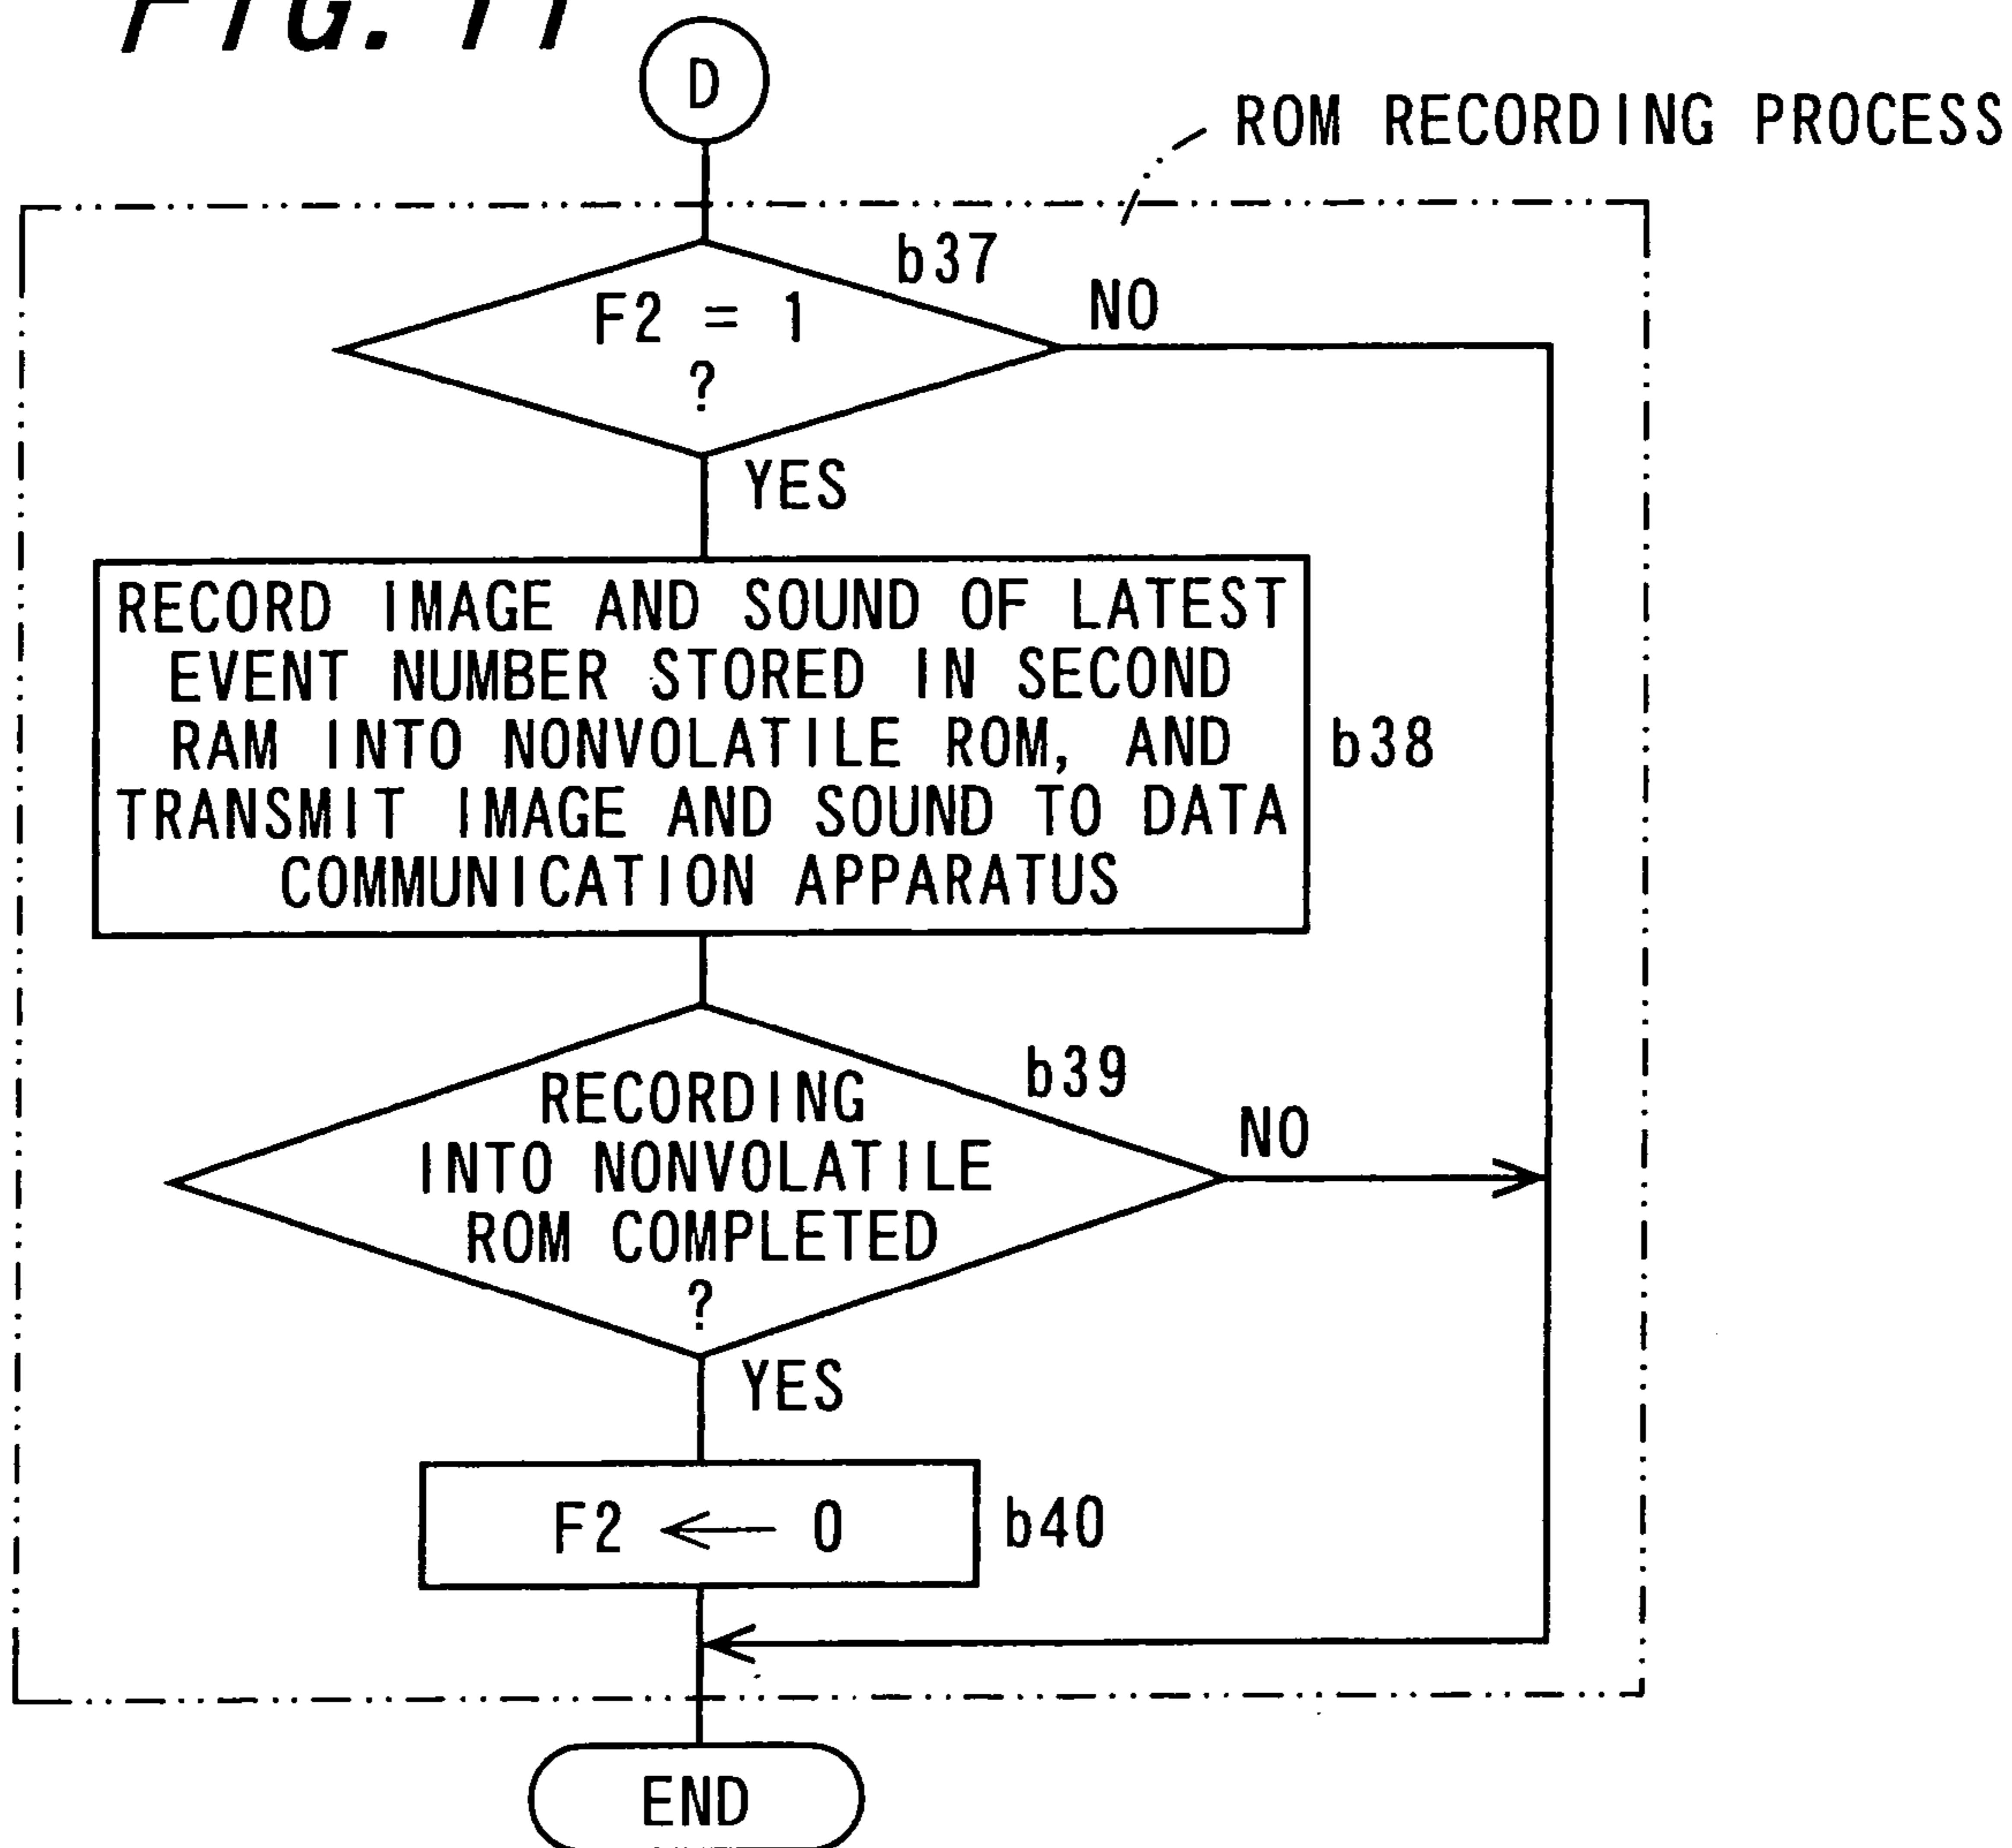 FIG. 11
D
ROM RECORDING PROCESS
b37
F2 = 1
?
NO
YES
RECORD IMAGE AND SOUND OF LATEST
EVENT NUMBER STORED IN SECOND
RAM INTO NONVOLATILE ROM, AND
TRANSMIT IMAGE AND SOUND TO DATA
COMMUNICATION APPARATUS
b38
b39
RECORDING
INTO NONVOLATILE
ROM COMPLETED
?
NO
YES
F2 ← 0
b40
END